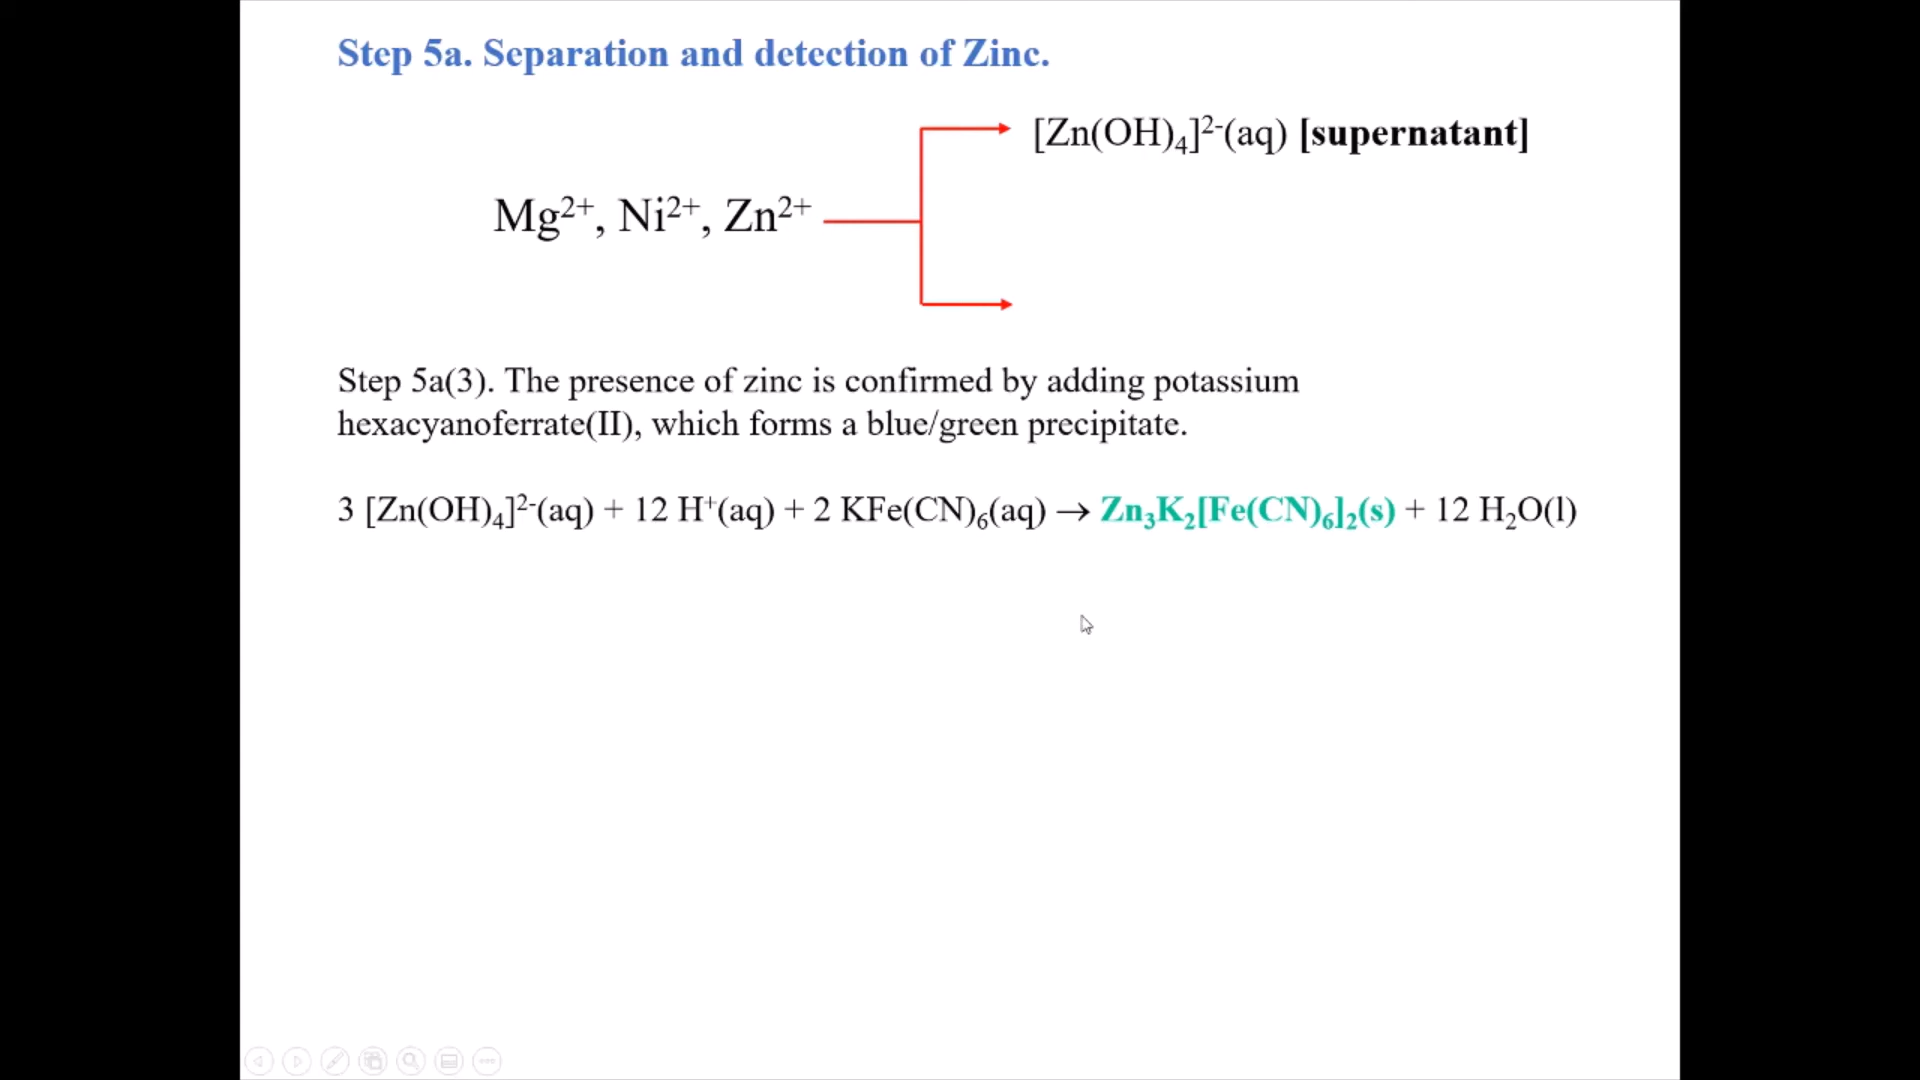 Step 5a. Separation and detection of Zinc.
[Zn(OH)₄]²⁻(aq) [supernatant]
Mg²⁺, Ni²⁺, Zn²⁺
Step 5a(3). The presence of zinc is confirmed by adding potassium
hexacyanoferrate(II), which forms a blue/green precipitate.
3 [Zn(OH)₄]²⁻(aq) + 12 H⁺(aq) + 2 KFe(CN)₆(aq) → Zn₃K₂[Fe(CN)₆]₂(s) + 12 H₂O(l)